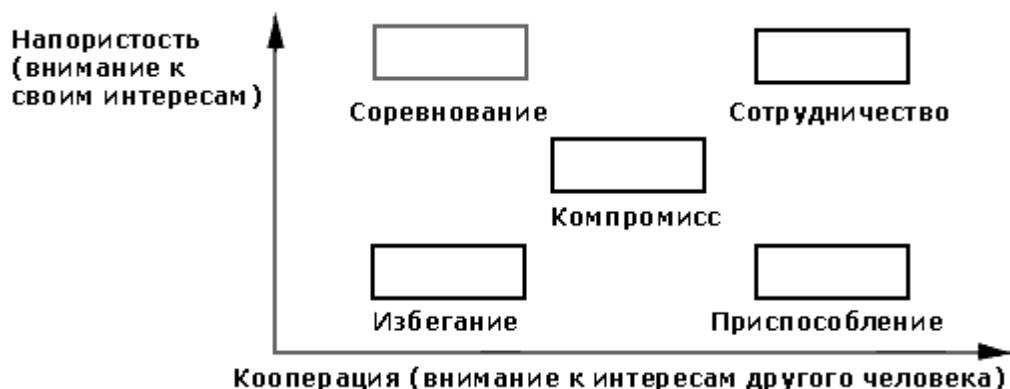 Напористость
(внимание к
своим интересам)
Соревнование
Сотрудничество
Компромисс
Избегание
Приспособление
Кооперация (внимание к интересам другого человека)